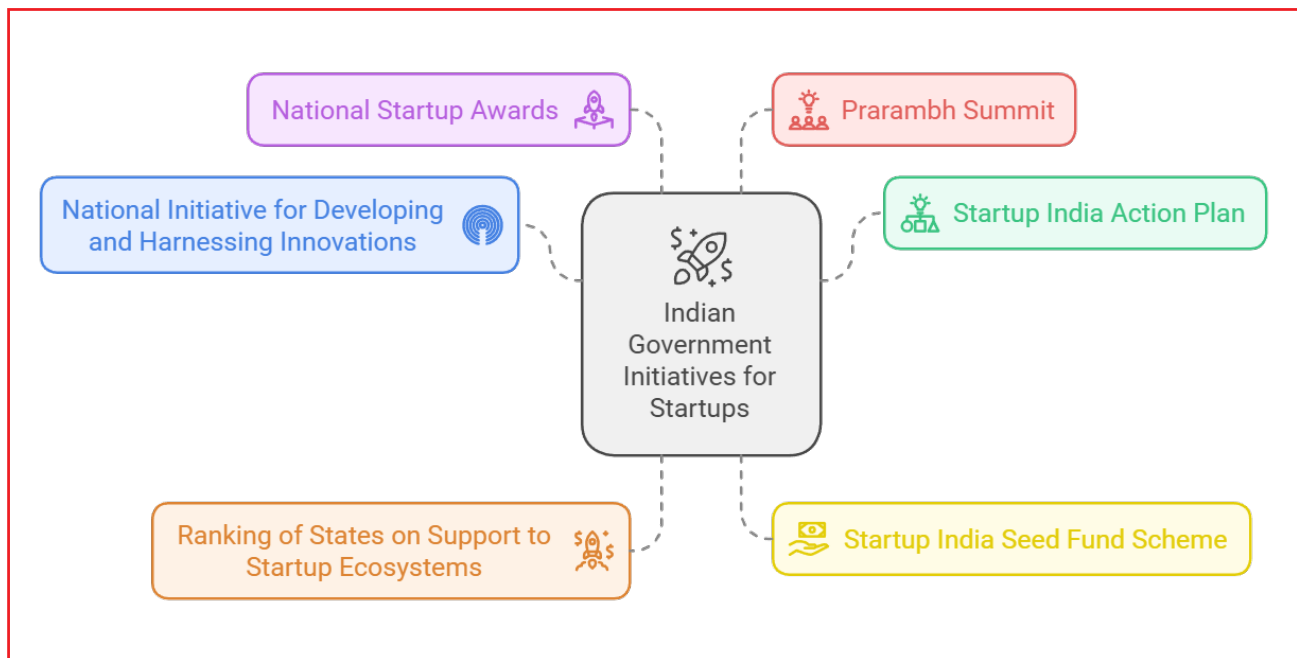 National Startup Awards
Prarambh Summit
National Initiative for Developing
and Harnessing Innovations
Startup India Action Plan
Indian
Government
Initiatives for
Startups
Ranking of States on Support to
Startup Ecosystems
Startup India Seed Fund Scheme